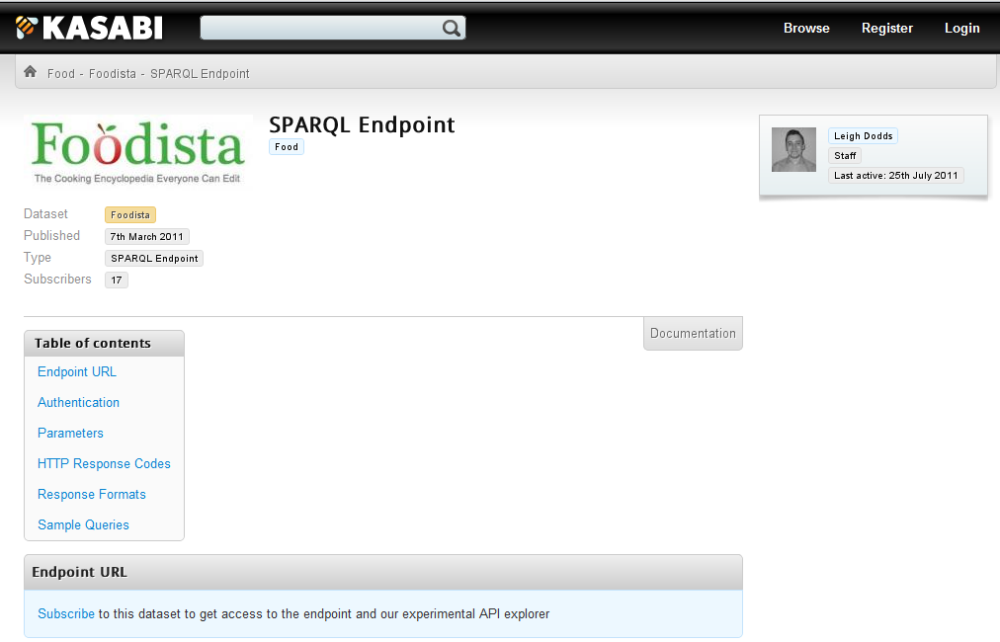 KASABI
Browse Register Login
Food - Foodista - SPARQL Endpoint
Foodista
The Cooking Encyclopedia Everyone Can Edit
SPARQL Endpoint
Food
Leigh Dodds
Staff
Last active: 25th July 2011
Dataset Foodista
Published 7th March 2011
Type SPARQL Endpoint
Subscribers 17
Documentation
Table of contents
Endpoint URL
Authentication
Parameters
HTTP Response Codes
Response Formats
Sample Queries
Endpoint URL
Subscribe to this dataset to get access to the endpoint and our experimental API explorer